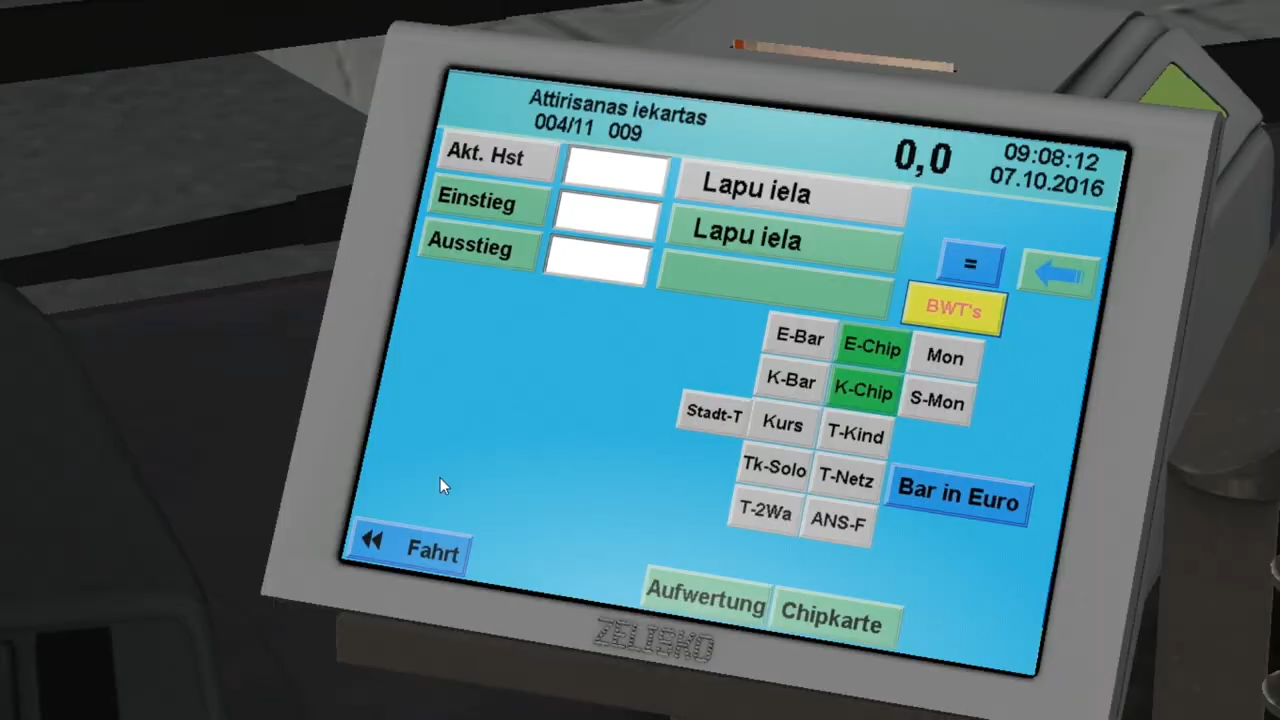 Attirisanas iekartas
004/11 009
0,0
09:08:12
07.10.2016
Akt. Hst
Lapu iela
Einstieg
Lapu iela
Ausstieg
=
BWT's
E-Bar E-Chip Mon
K-Bar K-Chip S-Mon
Stadt-T Kurs T-Kind
Tk-Solo T-Netz
Bar in Euro
T-2Wa ANS-F
Fahrt
Aufwertung Chipkarte
ZELISKO